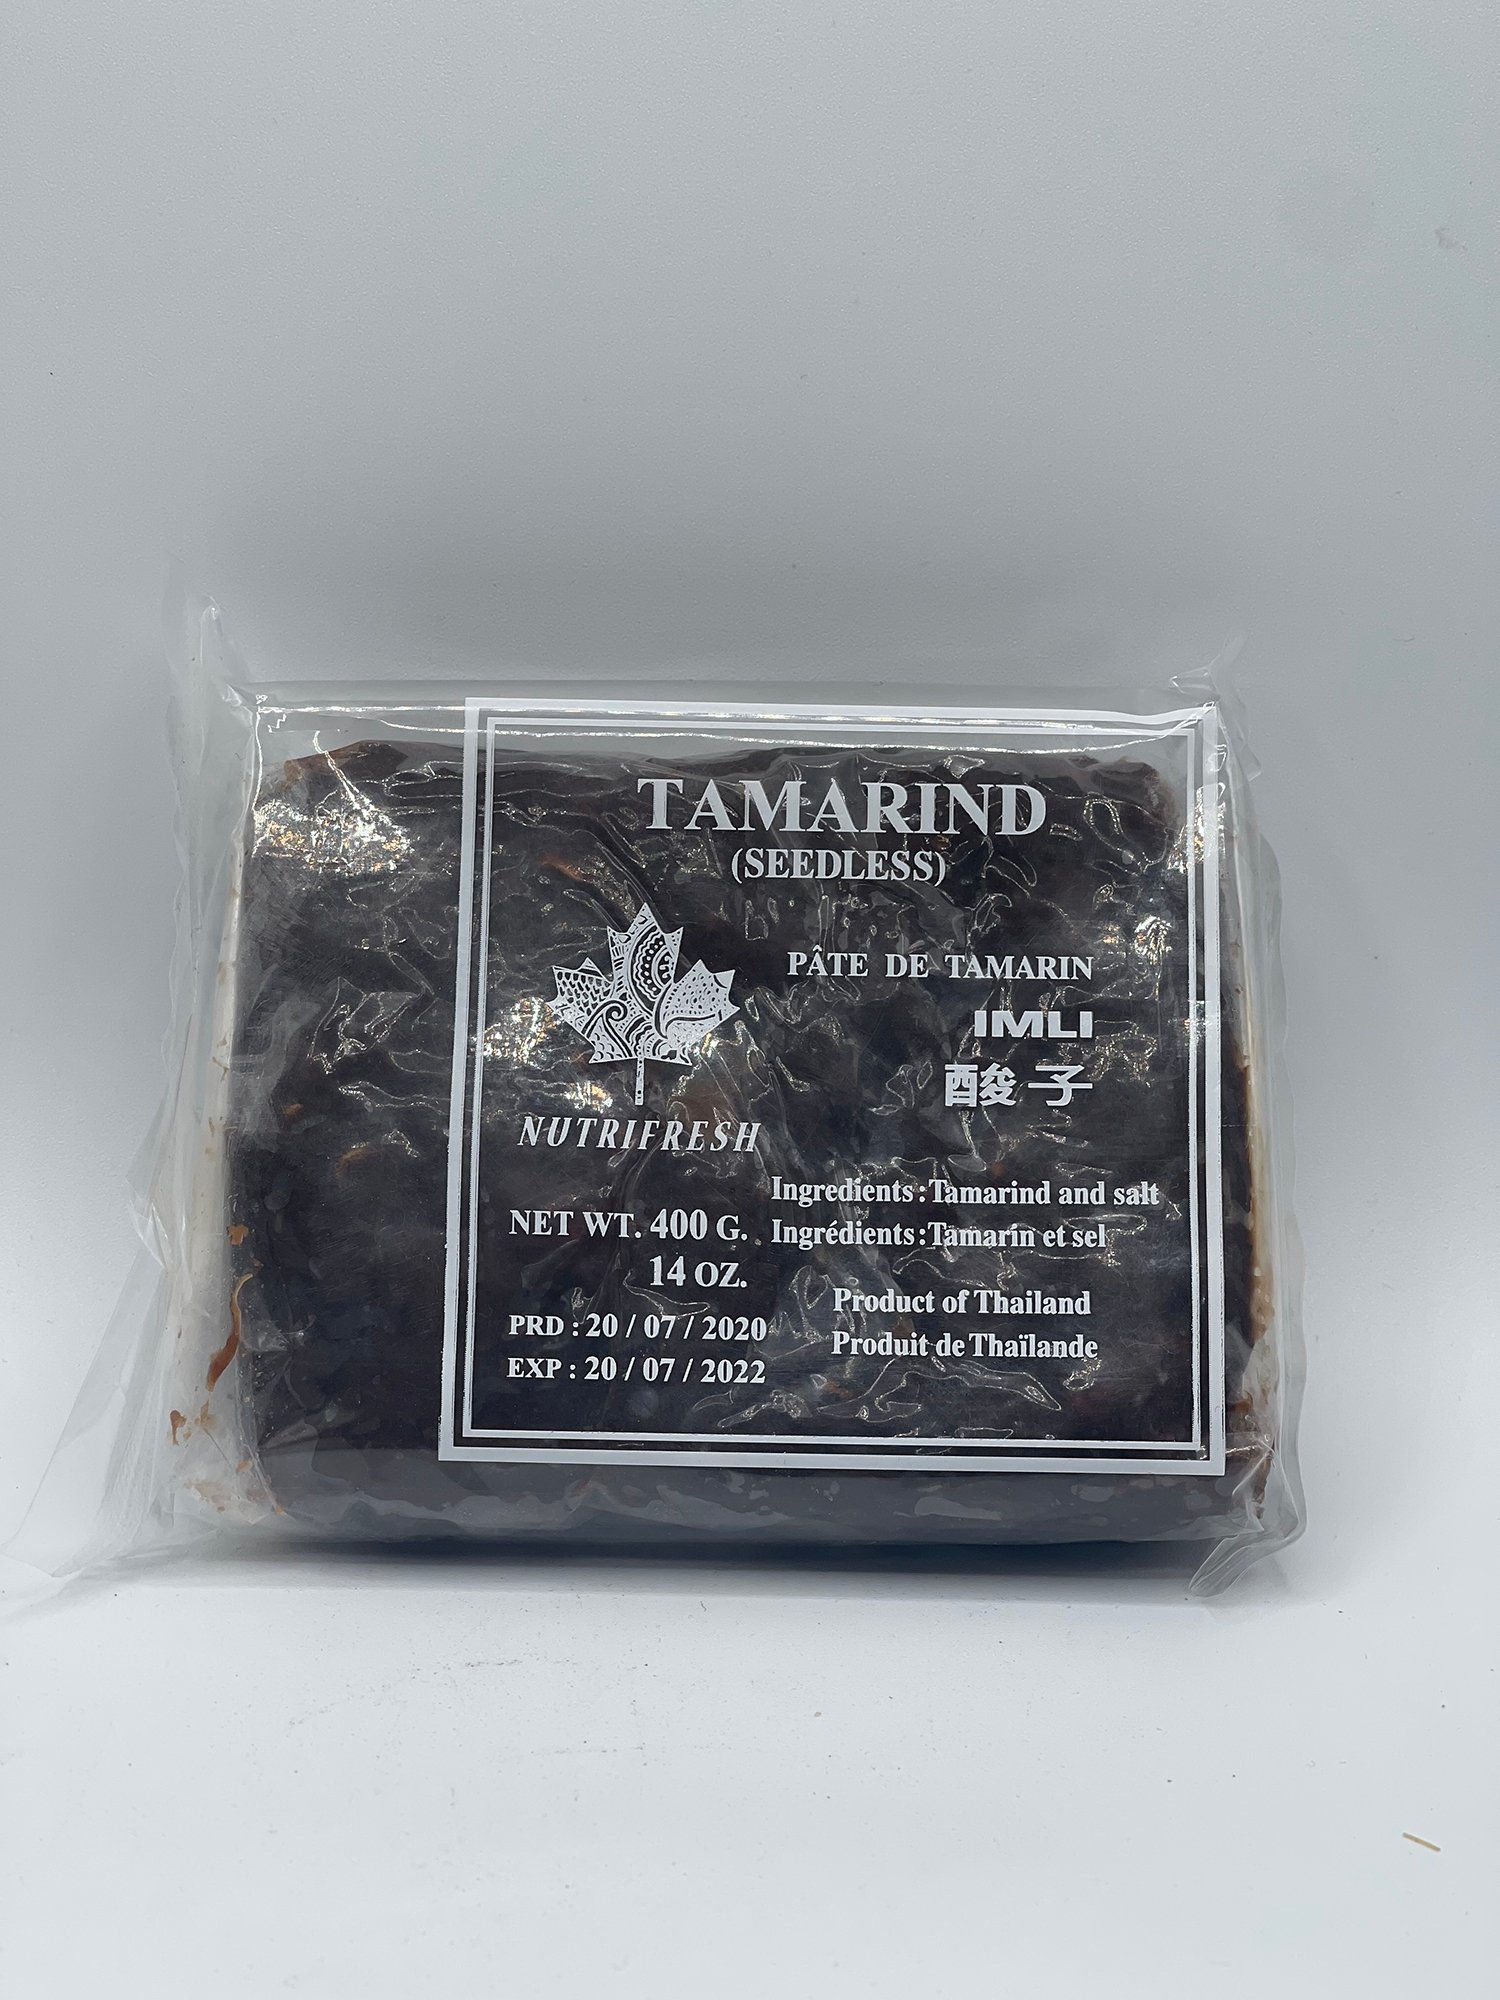 TAMARIND
(SEEDLESS)
PÂTE DE TAMARIN
IMLI
酸子
NUTRIFRESH
Ingredients : Tamarind and salt
Ingrédients : Tamarin et sel
NET WT. 400 G.
14 OZ.
Product of Thailand
Produit de Thaïlande
PRD : 20 / 07 / 2020
EXP : 20 / 07 / 2022